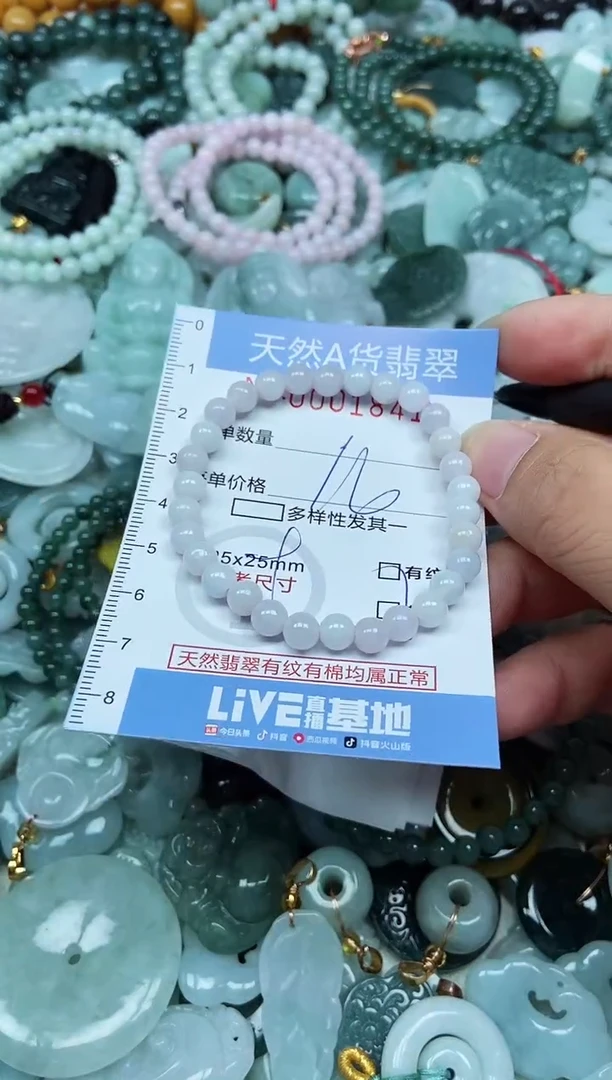 0
天然A货翡翠
1
0001841
2
单数量
3
单价格
4
多样性发其一
5
5x25mm
有纹
考尺寸
6
7
天然翡翠有纹有棉均属正常
8
LiVE直播基地
今日头条 抖音 西瓜视频 抖音火山版